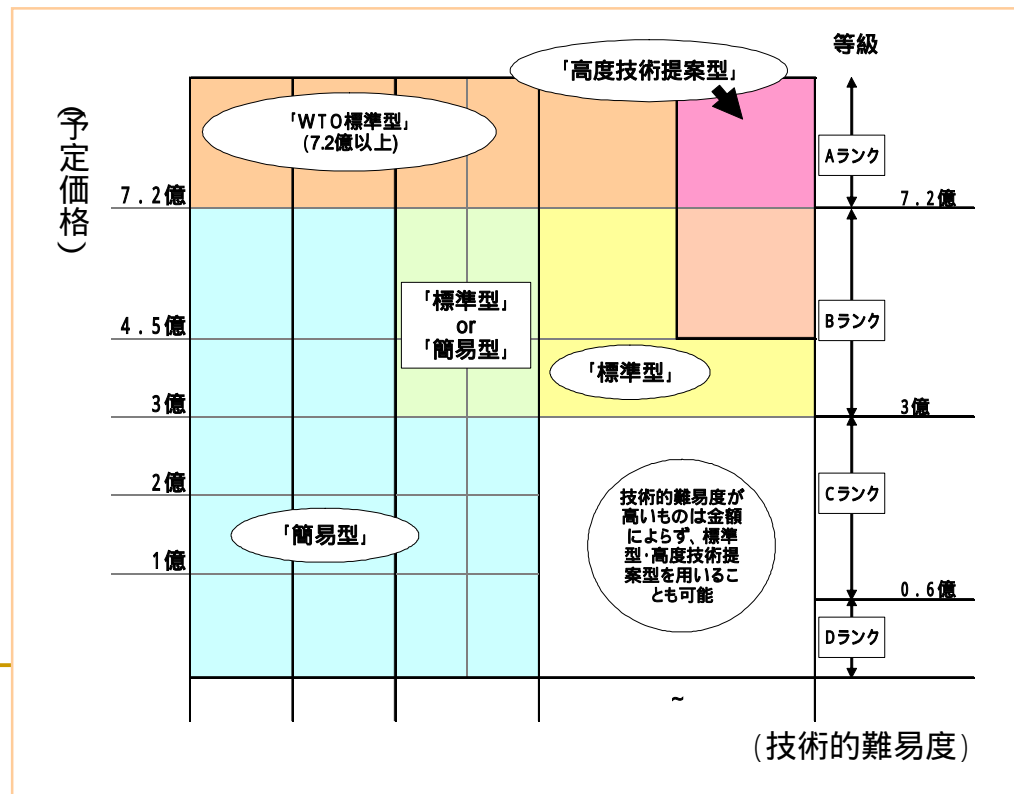 等級
「高度技術提案型」
(予定価格)
「WTO標準型」
(7.2億以上)
Aランク
7.2億
7.2億
「標準型」
or
「簡易型」
4.5億
Bランク
「標準型」
3億
3億
2億
技術的難易度が
高いものは金額
によらず、標準
型・高度技術提
案型を用いるこ
とも可能
Cランク
「簡易型」
1億
0.6億
Dランク
~
(技術的難易度)